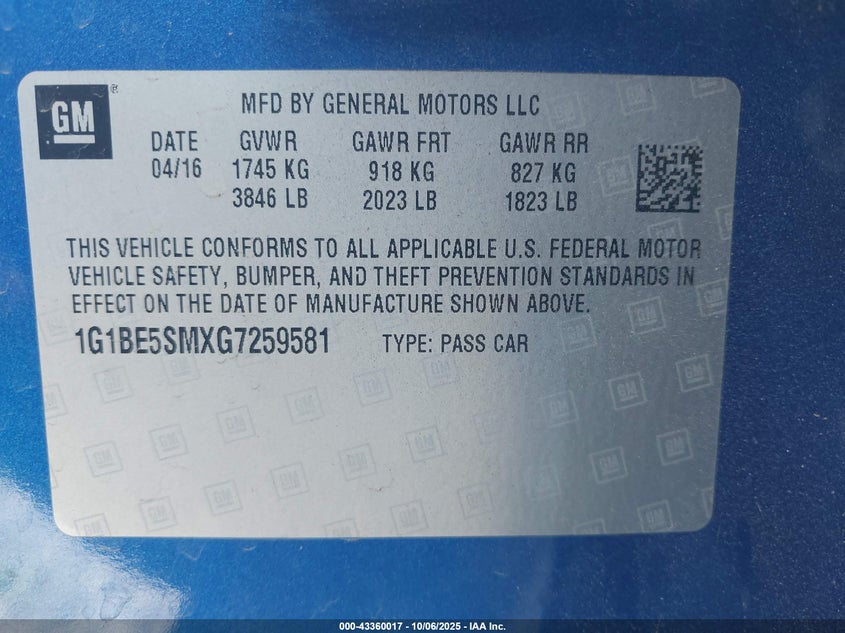 GM ®
MFD BY GENERAL MOTORS LLC
DATE GVWR GAWR FRT GAWR RR
04/16 1745 KG 918 KG 827 KG
3846 LB 2023 LB 1823 LB
THIS VEHICLE CONFORMS TO ALL APPLICABLE U.S. FEDERAL MOTOR
VEHICLE SAFETY, BUMPER, AND THEFT PREVENTION STANDARDS IN
EFFECT ON THE DATE OF MANUFACTURE SHOWN ABOVE.
1G1BE5SMXG7259581 TYPE: PASS CAR
000-43360017 - 10/06/2025 - IAA Inc.